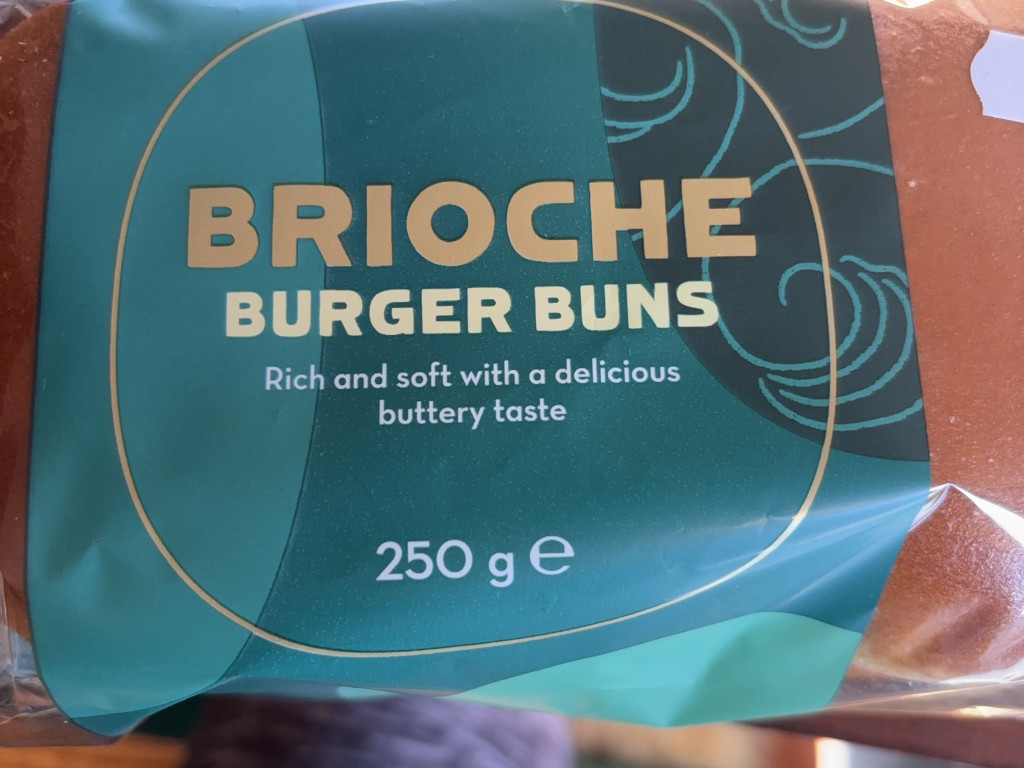 BRIOCHE
BURGER BUNS
Rich and soft with a delicious
buttery taste
250 g ℮